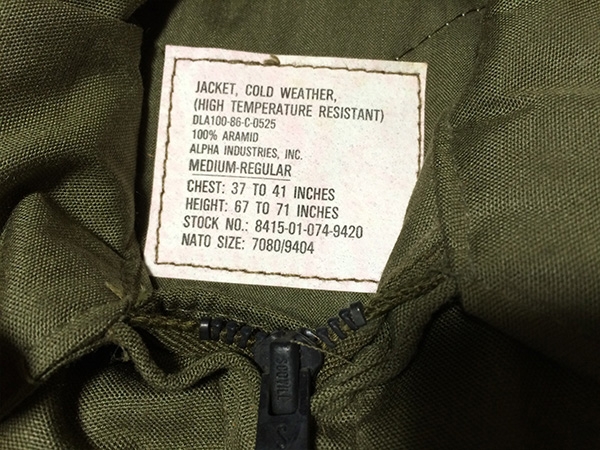 JACKET, COLD WEATHER,
(HIGH TEMPERATURE RESISTANT)
DLA100-86-C-0525
100% ARAMID
ALPHA INDUSTRIES, INC.
MEDIUM-REGULAR
CHEST: 37 TO 41 INCHES
HEIGHT: 67 TO 71 INCHES
STOCK NO.: 8415-01-074-9420
NATO SIZE: 7080/9404